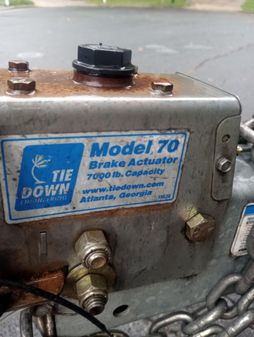 TIE
DOWN
ENGINEERING
Model 70
Brake Actuator
7000 lb. Capacity
www.tiedown.com
Atlanta, Georgia